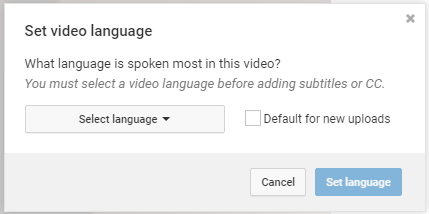 Set video language
What language is spoken most in this video?
You must select a video language before adding subtitles or CC.
Select language
Default for new uploads
Cancel
Set language